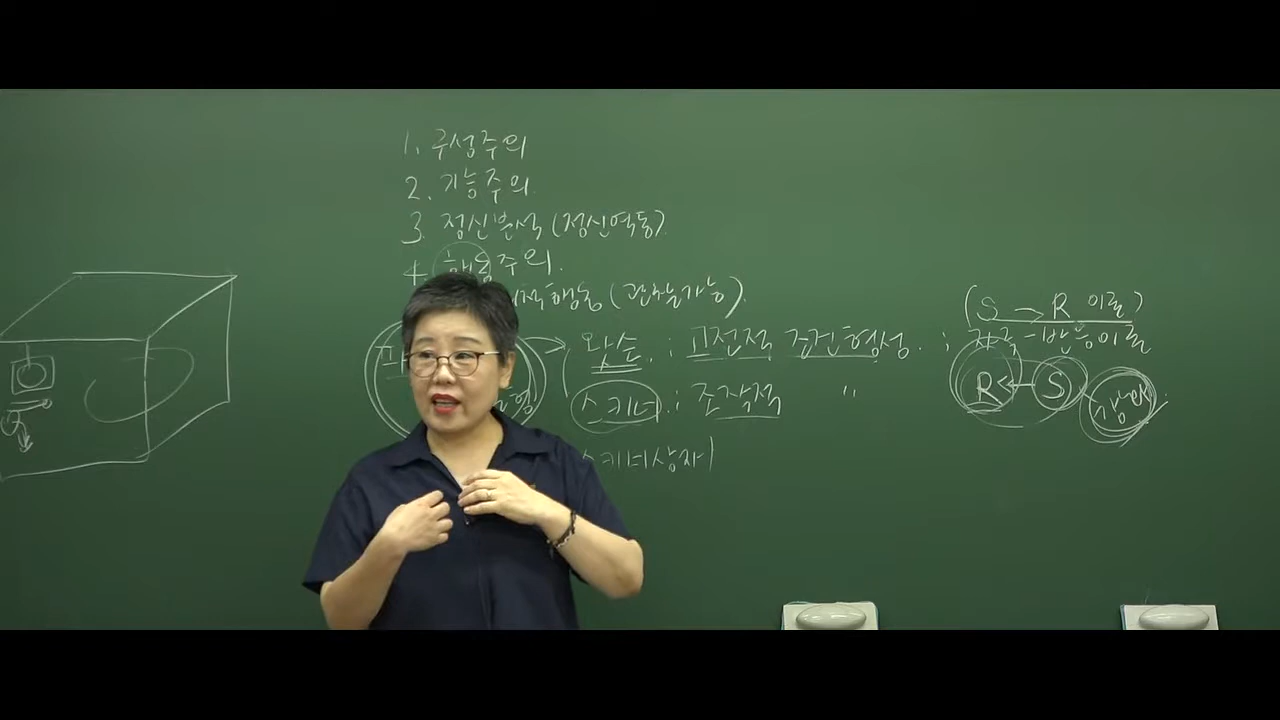 1. 구성주의
2. 기능주의
3. 정신분석 (정신역동)
4. 행동주의.
적행동 (관찰가능).
(S → R 이론)
왓슨. ; 고전적 조건형성. ; 자극-반응이론
R ← S 강화.
스키너 ; 조작적 〃
스키너상자